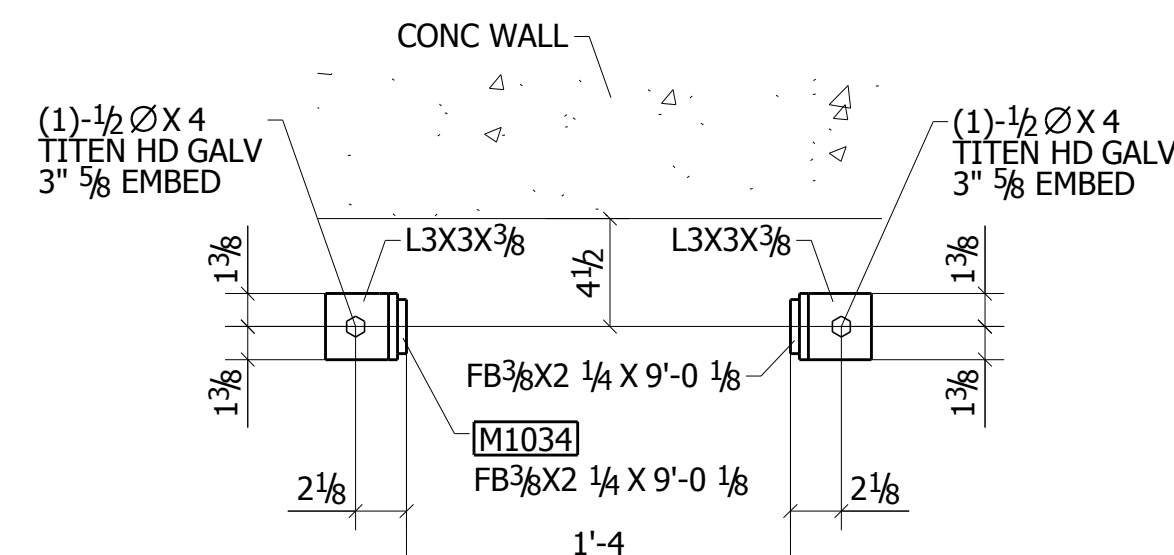 CONC WALL
(1)-1/2 Ø X 4
TITEN HD GALV
3" 5/8 EMBED
(1)-1/2 Ø X 4
TITEN HD GALV
3" 5/8 EMBED
1 3/8
L3X3X3/8
4 1/2
L3X3X3/8
1 3/8
1 3/8
FB3/8X2 1/4 X 9'-0 1/8
1 3/8
M1034
FB3/8X2 1/4 X 9'-0 1/8
2 1/8
2 1/8
1'-4